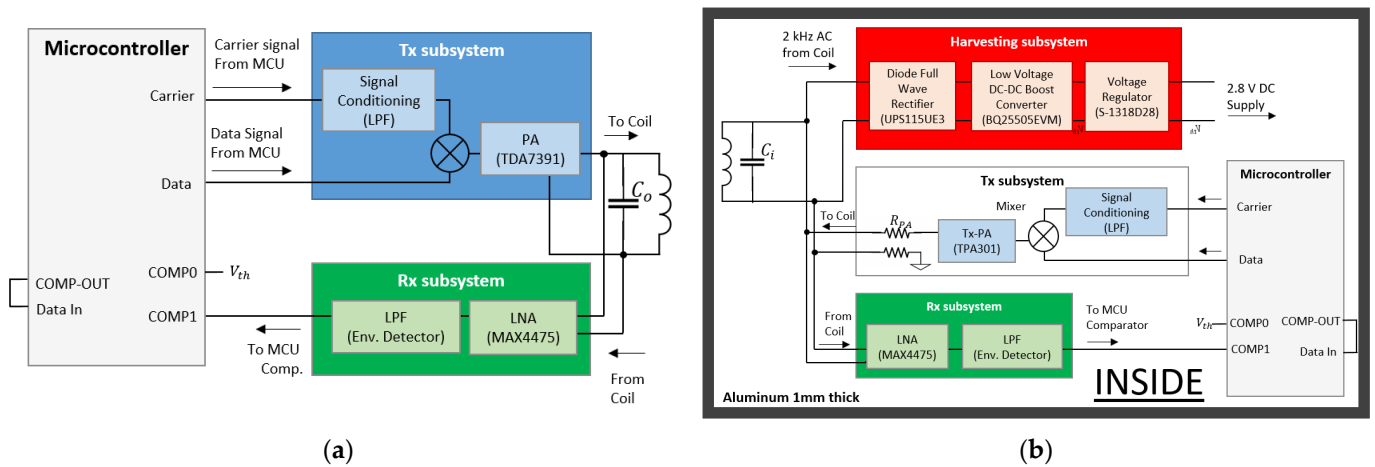 Microcontroller
Carrier signal
From MCU
Carrier
Data Signal
From MCU
Data
COMP-OUT
Data In
COMP0
V_th
COMP1
To MCU
Comp.
Tx subsystem
Signal
Conditioning
(LPF)
PA
(TDA7391)
To Coil
C_o
Rx subsystem
LPF
(Env. Detector)
LNA
(MAX4475)
From
Coil
(a)
2 kHz AC
from Coil
Harvesting subsystem
Diode Full
Wave
Rectifier
(UPS115UE3
Low Voltage
DC-DC Boost
Converter
(BQ25505EVM)
Voltage
Regulator
(S-1318D28)
2.8 V DC
Supply
C_i
Tx subsystem
To Coil
R_PA
Tx-PA
(TPA301)
Mixer
Signal
Conditioning
(LPF)
Microcontroller
Carrier
Data
V_th
COMP0
COMP-OUT
COMP1
Data In
Rx subsystem
From
Coil
LNA
(MAX4475)
LPF
(Env. Detector)
To MCU
Comparator
INSIDE
Aluminum 1mm thick
(b)